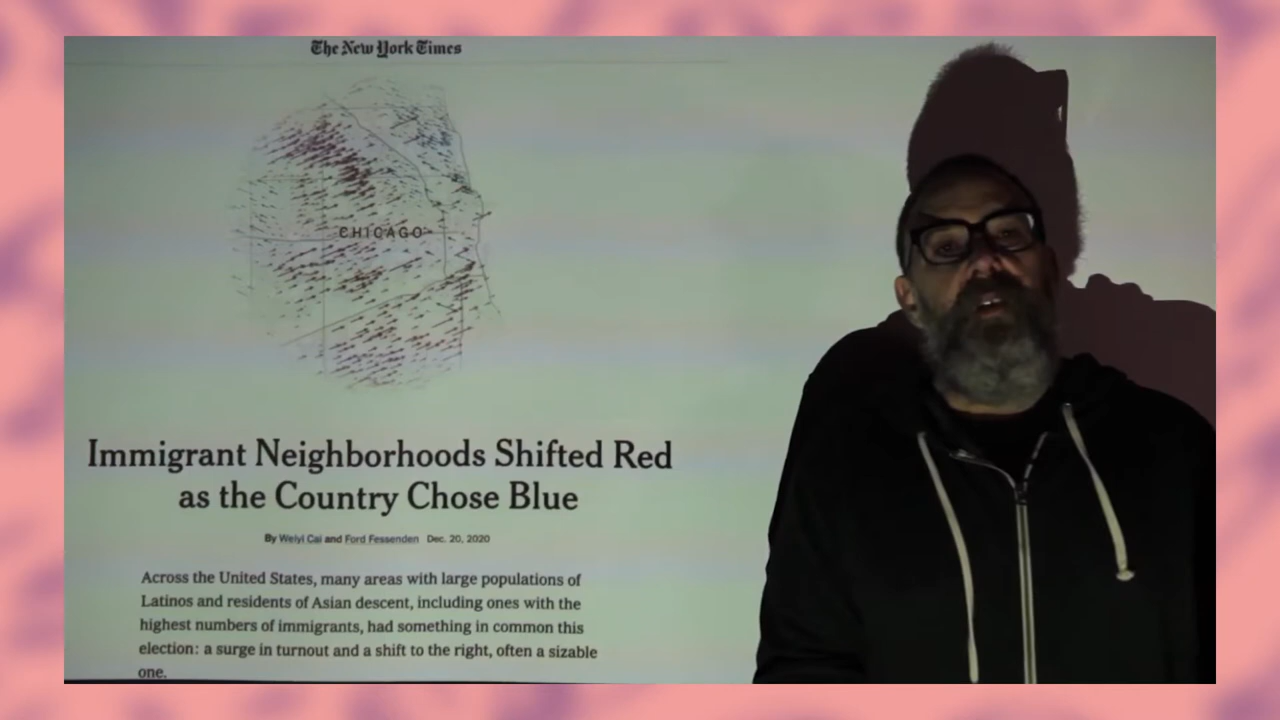 The New York Times
CHICAGO
Immigrant Neighborhoods Shifted Red
as the Country Chose Blue
By Weiyi Cai and Ford Fessenden Dec. 20, 2020
Across the United States, many areas with large populations of
Latinos and residents of Asian descent, including ones with the
highest numbers of immigrants, had something in common this
election: a surge in turnout and a shift to the right, often a sizable
one.